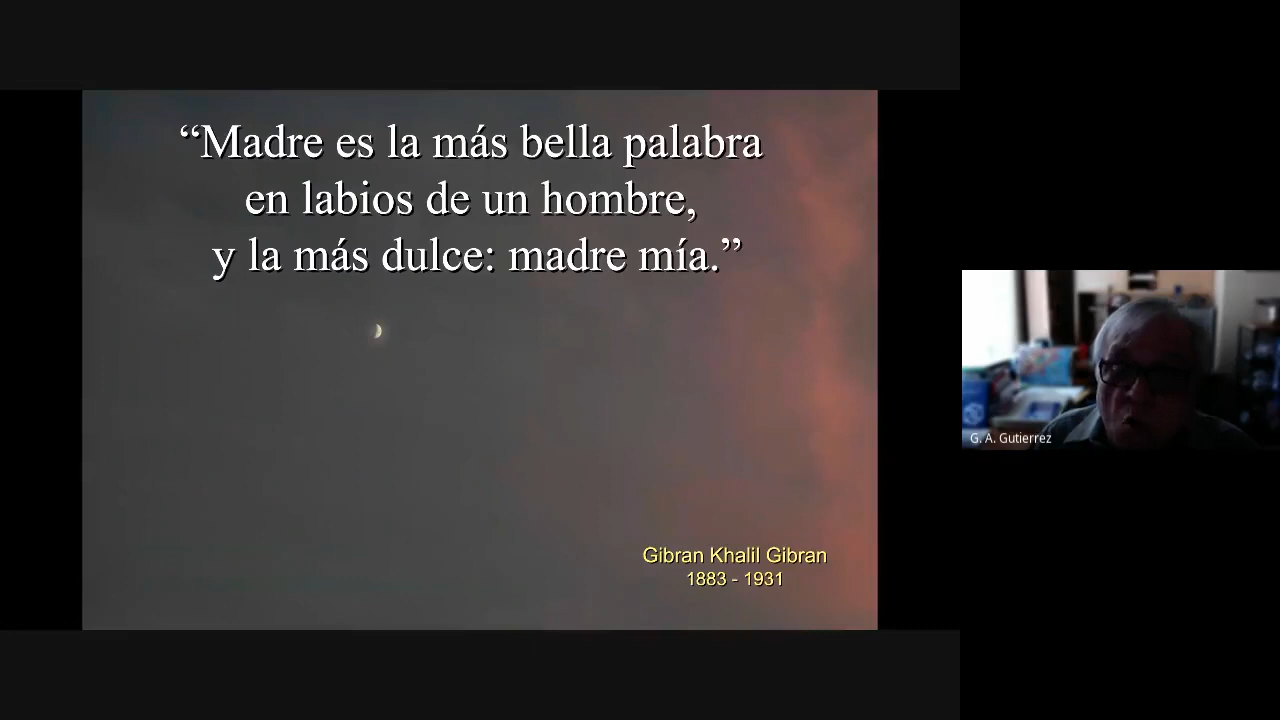 “Madre es la más bella palabra
en labios de un hombre,
y la más dulce: madre mía.”
Gibran Khalil Gibran
1883 - 1931
G. A. Gutierrez